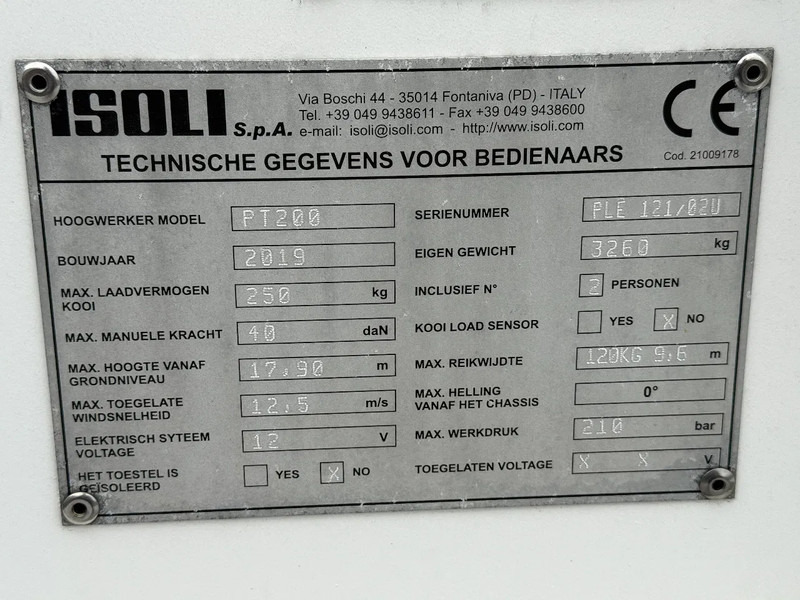 ISOLI S.p.A.
Via Boschi 44 - 35014 Fontaniva (PD) - ITALY
Tel. +39 049 9438611 - Fax +39 049 9438600
e-mail: isoli@isoli.com - http://www.isoli.com
CE
TECHNISCHE GEGEVENS VOOR BEDIENAARS
Cod. 21009178
HOOGWERKER MODEL PT200
BOUWJAAR 2019
MAX. LAADVERMOGEN
KOOI 250 kg
MAX. MANUELE KRACHT 40 daN
MAX. HOOGTE VANAF
GRONDNIVEAU 17,90 m
MAX. TOEGELATE
WINDSNELHEID 12,5 m/s
ELEKTRISCH SYTEEM
VOLTAGE 12 V
HET TOESTEL IS
GEÏSOLEERD YES X NO
SERIENUMMER PLE 121/02U
EIGEN GEWICHT 3260 kg
INCLUSIEF N° 2 PERSONEN
KOOI LOAD SENSOR YES X NO
MAX. REIKWIJDTE 120KG 9,6 m
MAX. HELLING
VANAF HET CHASSIS 0°
MAX. WERKDRUK 210 bar
TOEGELATEN VOLTAGE X X V